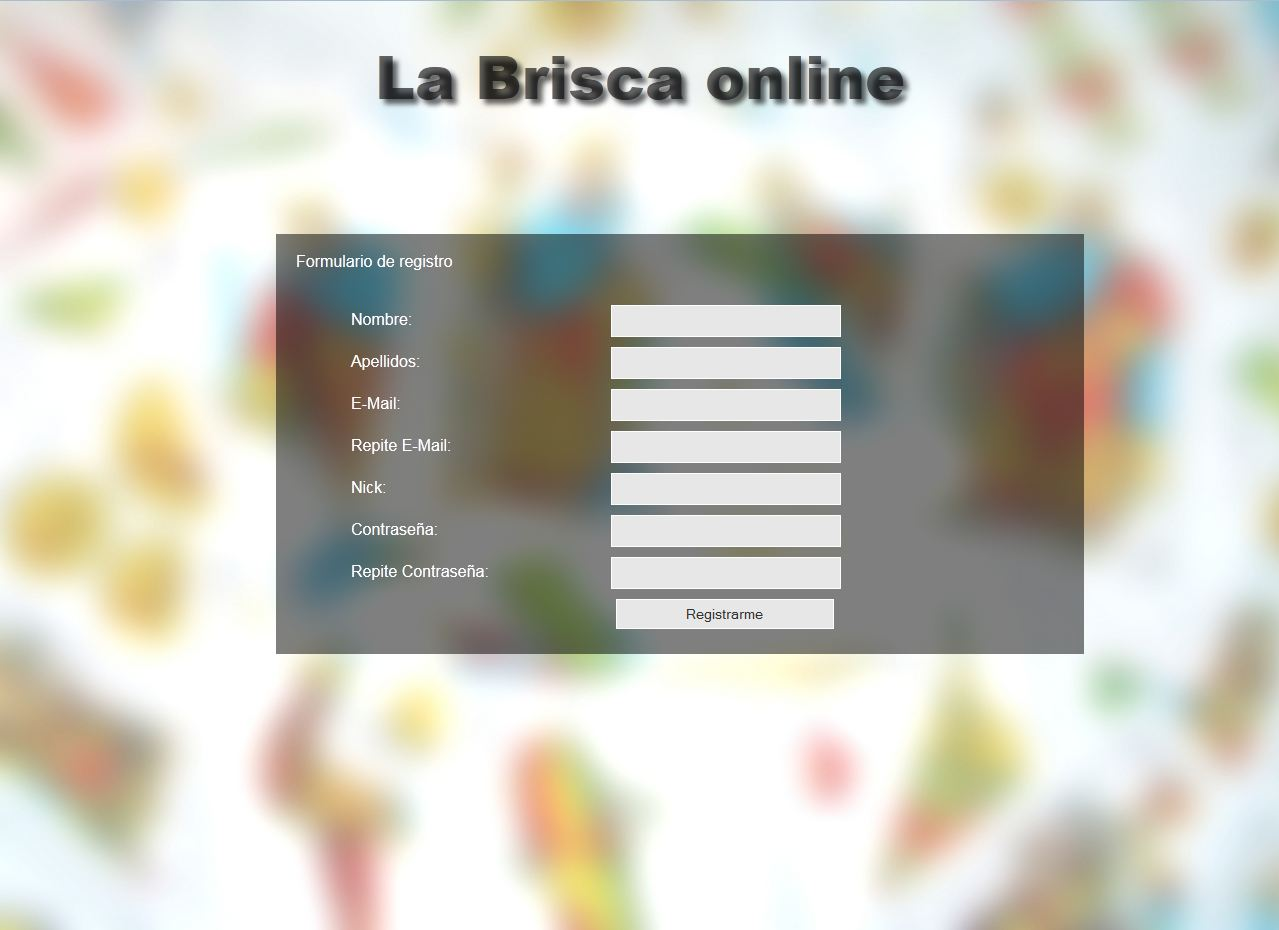 La Brisca online
Formulario de registro
Nombre:
Apellidos:
E-Mail:
Repite E-Mail:
Nick:
Contraseña:
Repite Contraseña:
Registrarme